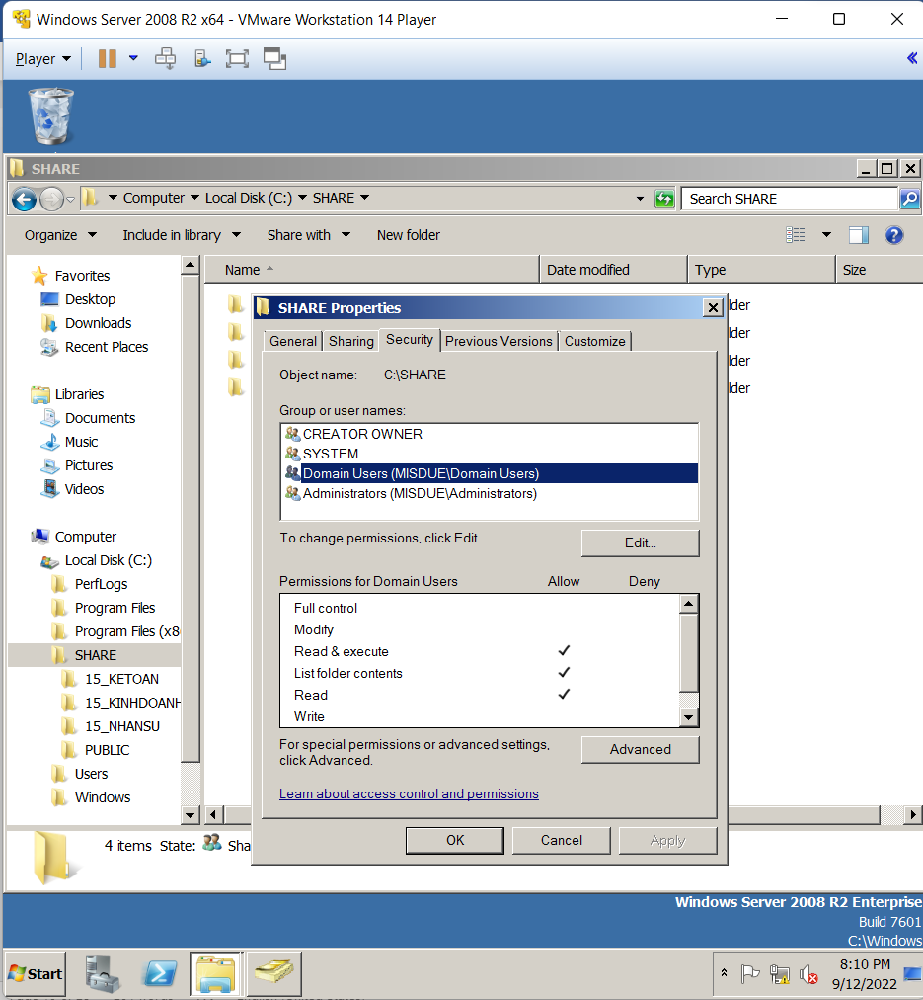 Windows Server 2008 R2 x64 - VMware Workstation 14 Player
Player
SHARE
Computer Local Disk (C:) SHARE
Search SHARE
Organize Include in library Share with New folder
Name Date modified Type Size
Favorites
Desktop
Downloads
Recent Places
Libraries
Documents
Music
Pictures
Videos
Computer
Local Disk (C:)
PerfLogs
Program Files
Program Files (x8
SHARE
15_KETOAN
15_KINHDOANH
15_NHANSU
PUBLIC
Users
Windows
lder
lder
lder
lder
SHARE Properties
General Sharing Security Previous Versions Customize
Object name: C:\SHARE
Group or user names:
CREATOR OWNER
SYSTEM
Domain Users (MISDUE\Domain Users)
Administrators (MISDUE\Administrators)
To change permissions, click Edit.
Edit...
Permissions for Domain Users Allow Deny
Full control
Modify
Read & execute
List folder contents
Read
Write
For special permissions or advanced settings,
click Advanced.
Advanced
Learn about access control and permissions
OK Cancel Apply
4 items State: Sha
Windows Server 2008 R2 Enterprise
Build 7601
C:\Windows
Start
8:10 PM
9/12/2022